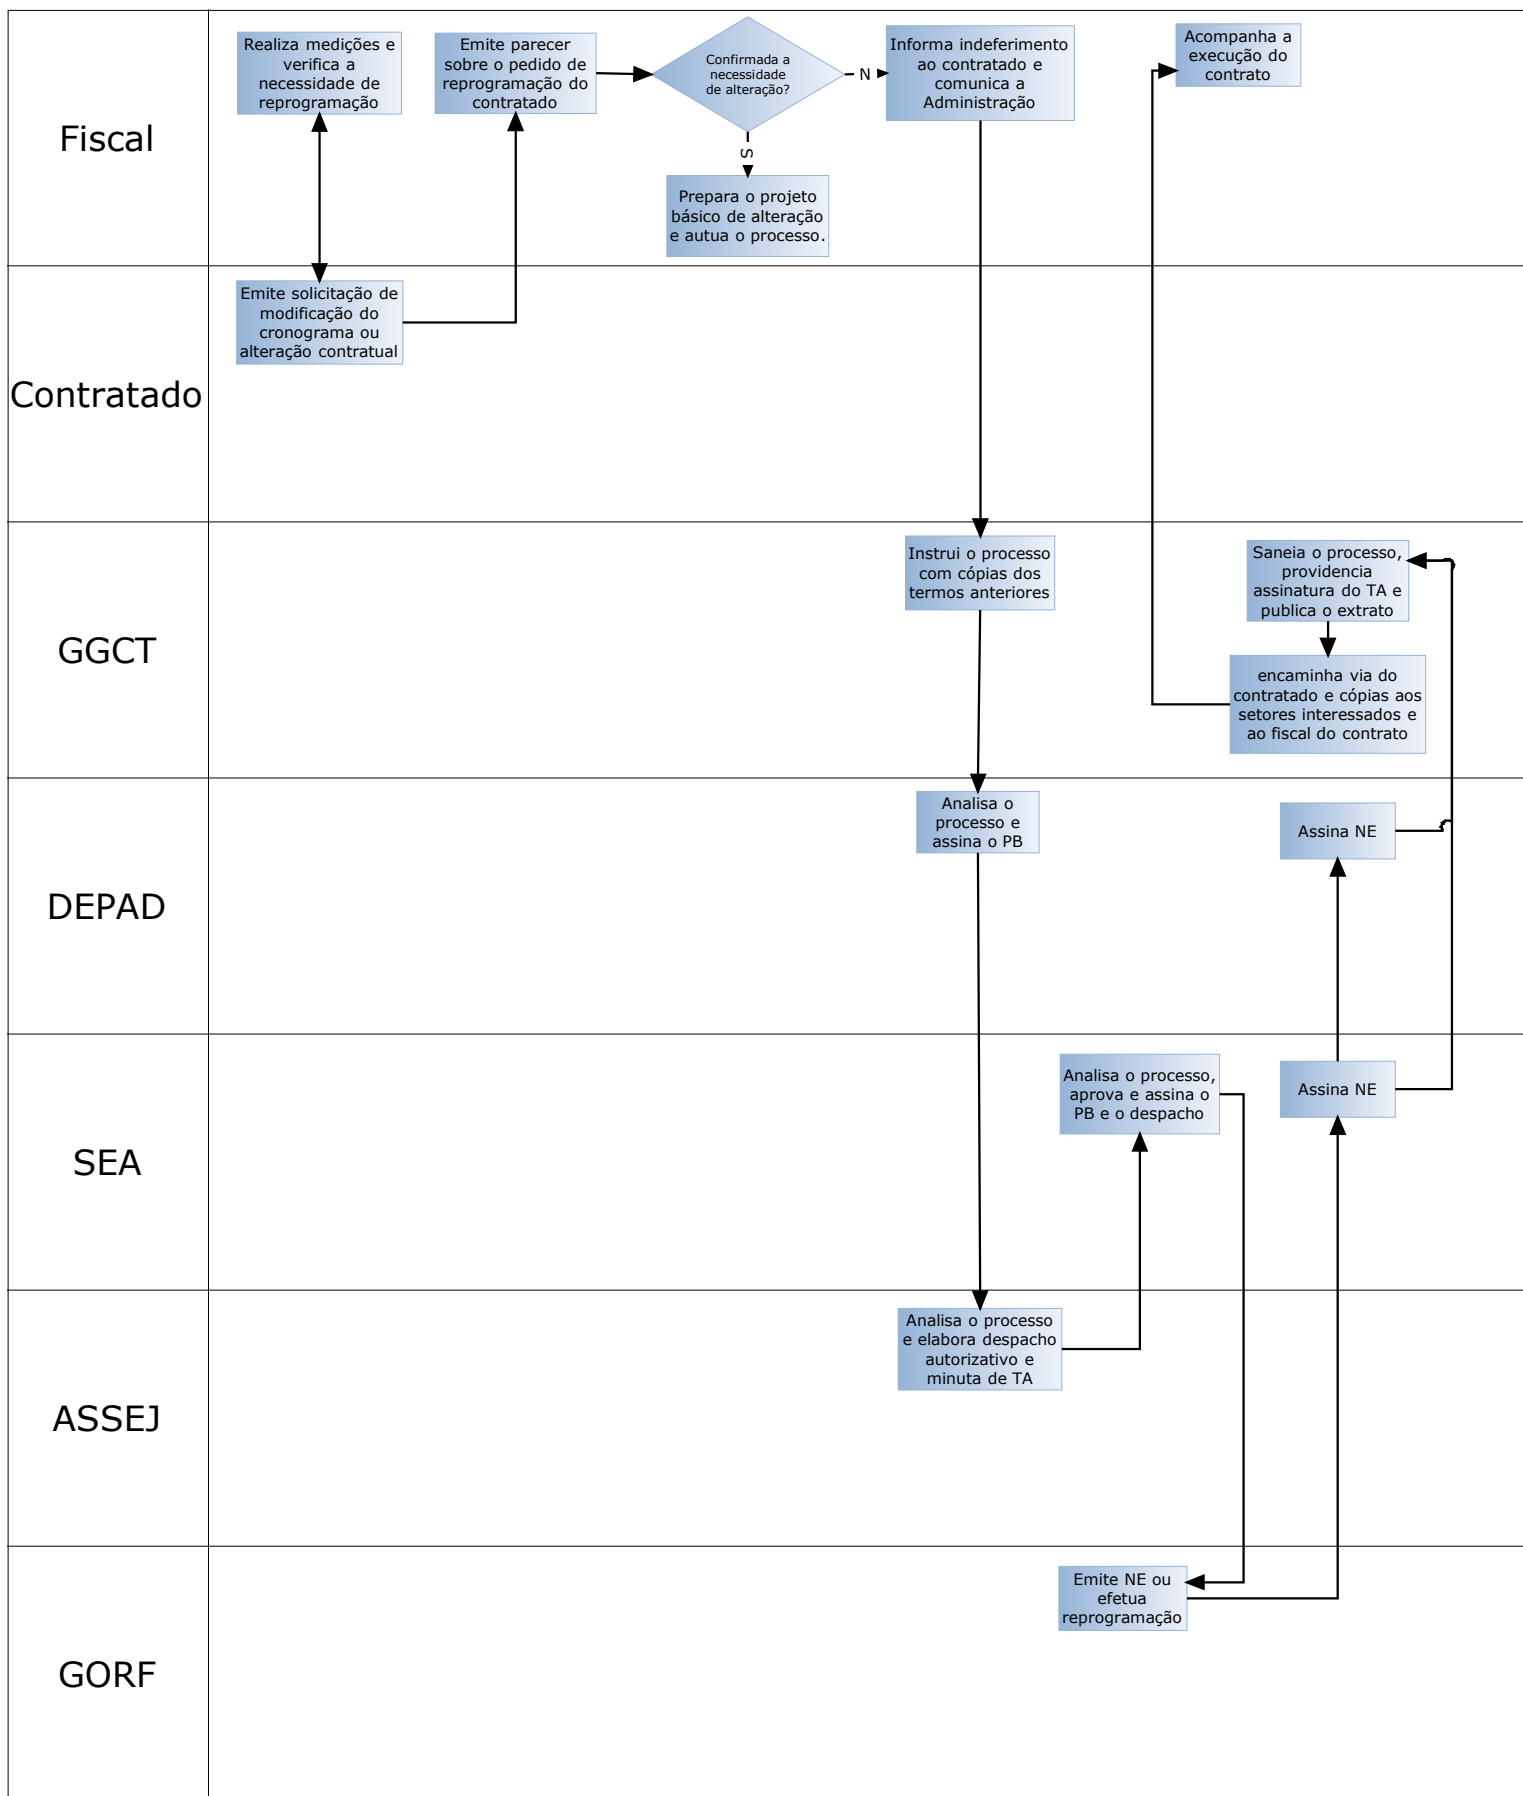 Fiscal
Realiza medições e
verifica a
necessidade de
reprogramação
Emite parecer
sobre o pedido de
reprogramação do
contratado
Confirmada a
necessidade
de alteração?
N
S
Informa indeferimento
ao contratado e
comunica a
Administração
Acompanha a
execução do
contrato
Prepara o projeto
básico de alteração
e autua o processo.
Contratado
Emite solicitação de
modificação do
cronograma ou
alteração contratual
GGCT
Instrui o processo
com cópias dos
termos anteriores
Saneia o processo,
providencia
assinatura do TA e
publica o extrato
encaminha via do
contratado e cópias aos
setores interessados e
ao fiscal do contrato
DEPAD
Analisa o
processo e
assina o PB
Assina NE
SEA
Analisa o processo,
aprova e assina o
PB e o despacho
Assina NE
ASSEJ
Analisa o processo
e elabora despacho
autorizativo e
minuta de TA
GORF
Emite NE ou
efetua
reprogramação